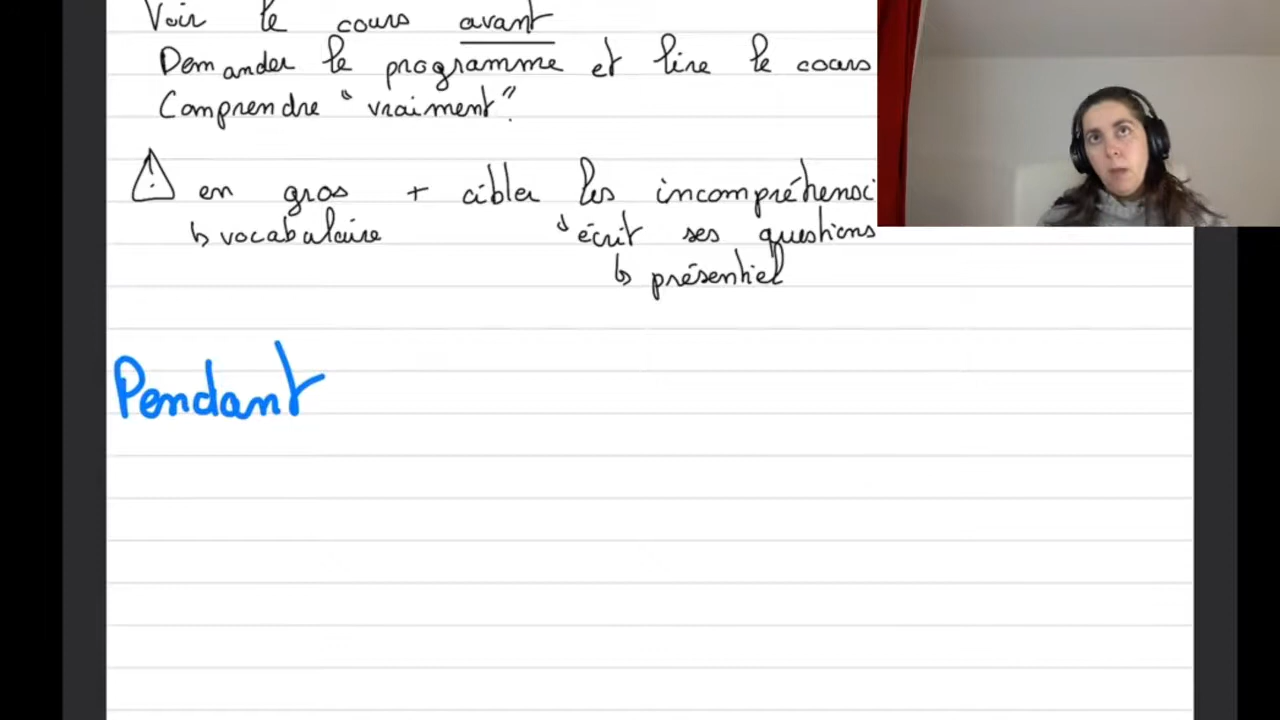 Voir le cours avant
Demander le programme et lire le cours
Comprendre "vraiment".
⚠ en gros + cibler les incompréhensi
↳ vocabulaire ↳ écrit ses questions
↳ présentiel
Pendant